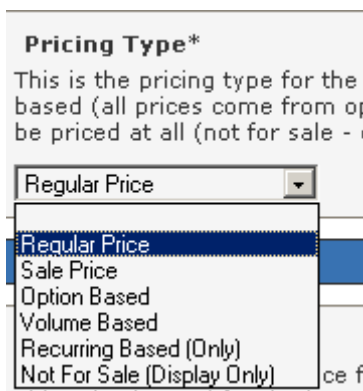 Pricing Type*
This is the pricing type for the
based (all prices come from op
be priced at all (not for sale -
Regular Price
Regular Price
Sale Price
Option Based
Volume Based
Recurring Based (Only)
Not For Sale (Display Only)
ce f